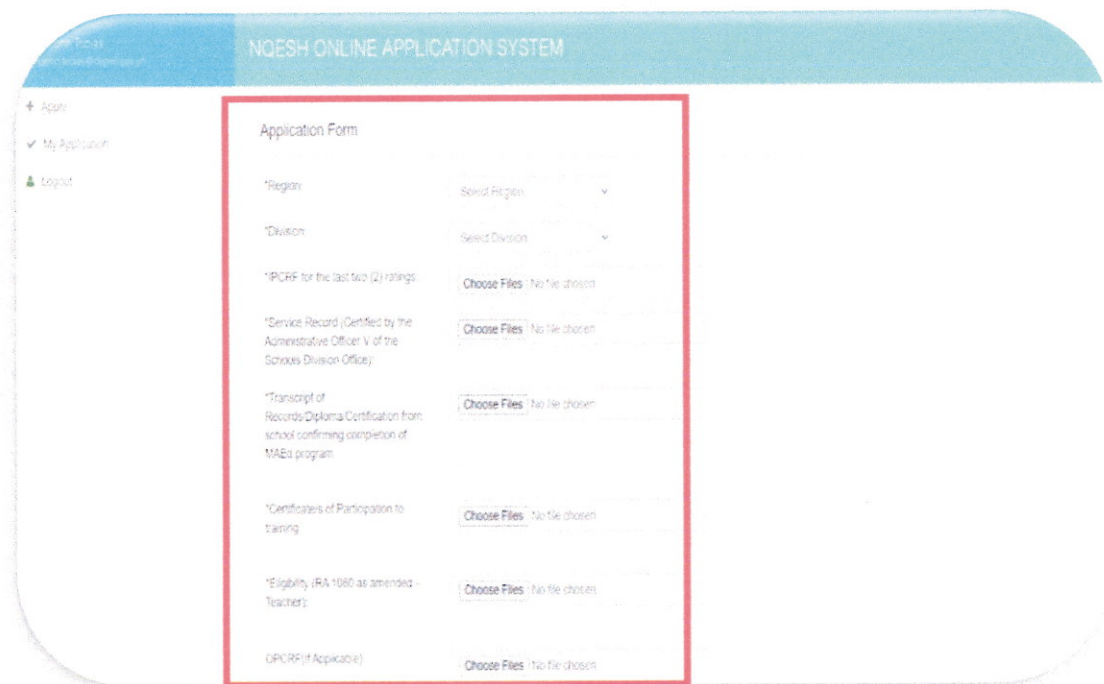 NQESH ONLINE APPLICATION SYSTEM
+ Apply
✓ My Application
Logout
Application Form
*Region:
Select Region
*Division:
Select Division
*IPCRF for the last two (2) ratings:
Choose Files No file chosen
*Service Record (Certified by the
Administrative Officer V of the
Schools Division Office):
Choose Files No file chosen
*Transcript of
Records/Diploma/Certification from
school confirming completion of
MAEd program
Choose Files No file chosen
*Certificate/s of Participation to
training
Choose Files No file chosen
*Eligibility (RA 1080 as amended -
Teacher):
Choose Files No file chosen
OPCRF(If Applicable)
Choose Files No file chosen